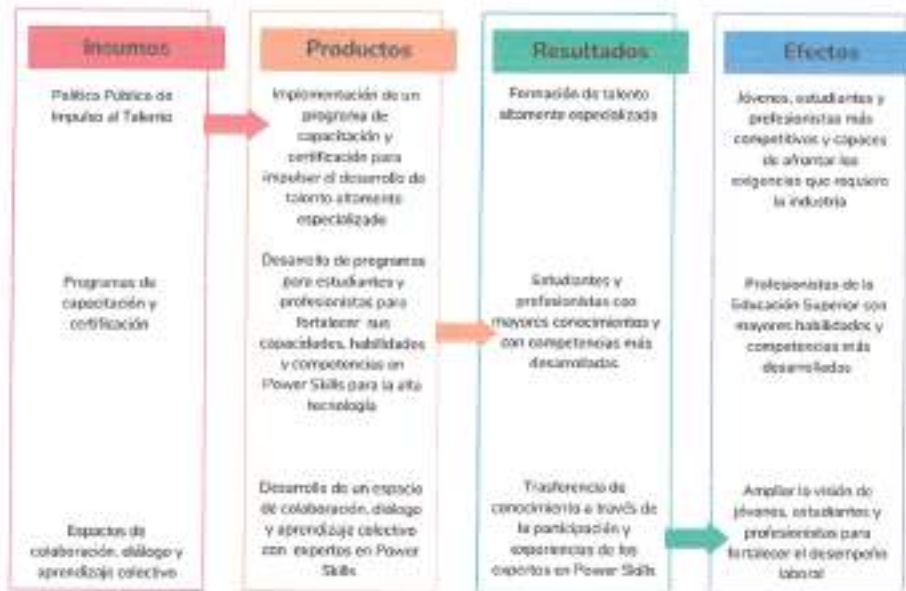 Insumos
Política Pública de
Impulso al Talento
Programas de
capacitación y
certificación
Espacios de
colaboración, diálogo y
aprendizaje colectivo
Productos
Implementación de un
programa de
capacitación y
certificación para
impulsar el desarrollo de
talento altamente
especializado
Desarrollo de programas
para estudiantes y
profesionistas para
fortalecer sus
capacidades, habilidades
y competencias en
Power Skills para la alta
tecnología
Desarrollo de un espacio
de colaboración, diálogo
y aprendizaje colectivo
con expertos en Power
Skills
Resultados
Formación de talento
altamente especializado
Estudiantes y
profesionistas con
mayores conocimientos y
con competencias más
desarrolladas
Trasferencia de
conocimiento a través de
la participación y
experiencias de los
expertos en Power Skills
Efectos
Jóvenes, estudiantes y
profesionistas más
competitivos y capaces
de afrontar las
exigencias que requiere
la industria
Profesionistas de la
Educación Superior con
mayores habilidades y
competencias más
desarrolladas
Ampliar la visión de
jóvenes, estudiantes y
profesionistas para
fortalecer el desempeño
laboral